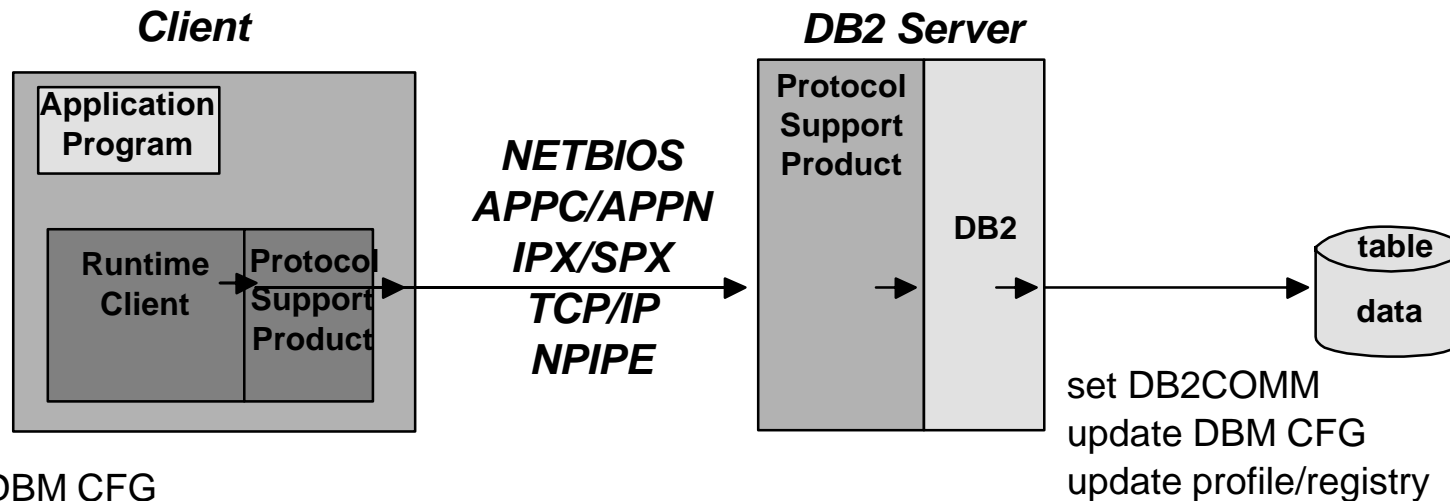 Client
DB2 Server
Application
Program
Runtime
Client
Protocol
Support
Product
NETBIOS
APPC/APPN
IPX/SPX
TCP/IP
NPIPE
Protocol
Support
Product
DB2
table
data
set DB2COMM
update DBM CFG
update profile/registry
DBM CFG